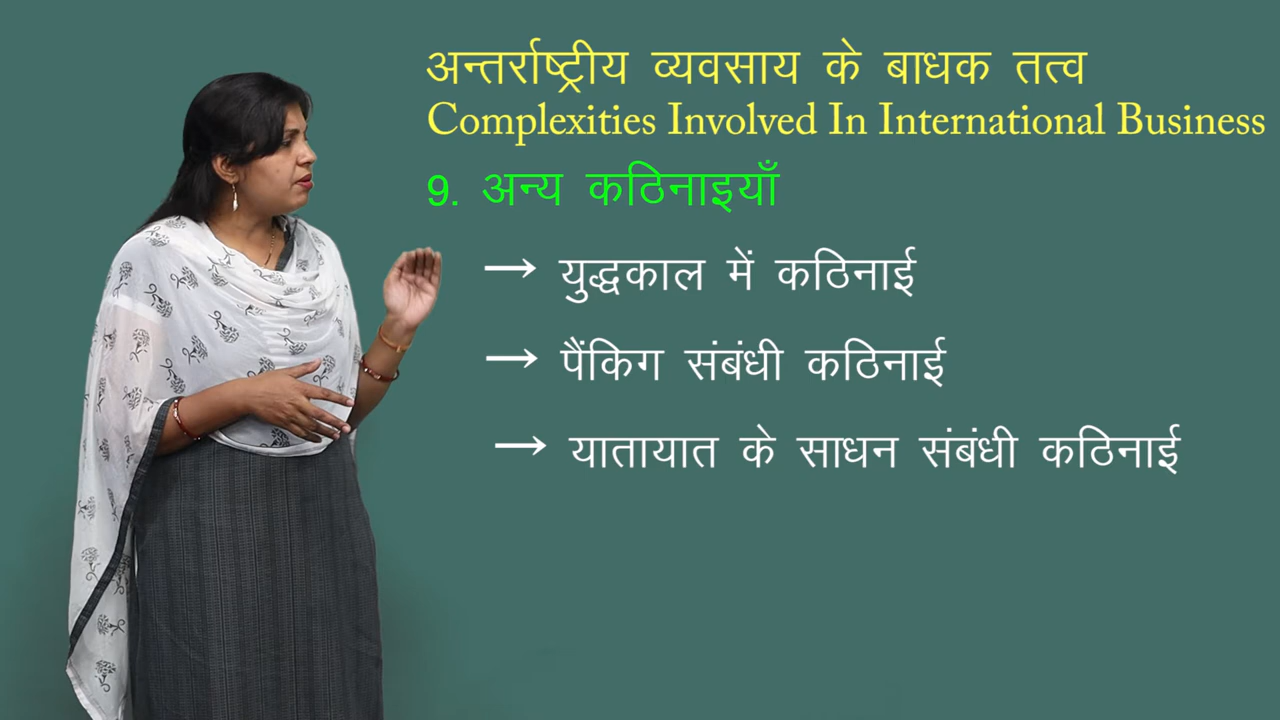 अन्तर्राष्ट्रीय व्यवसाय के बाधक तत्व
Complexities Involved In International Business
9. अन्य कठिनाइयाँ
→ युद्धकाल में कठिनाई
→ पैंकिग संबंधी कठिनाई
→ यातायात के साधन संबंधी कठिनाई